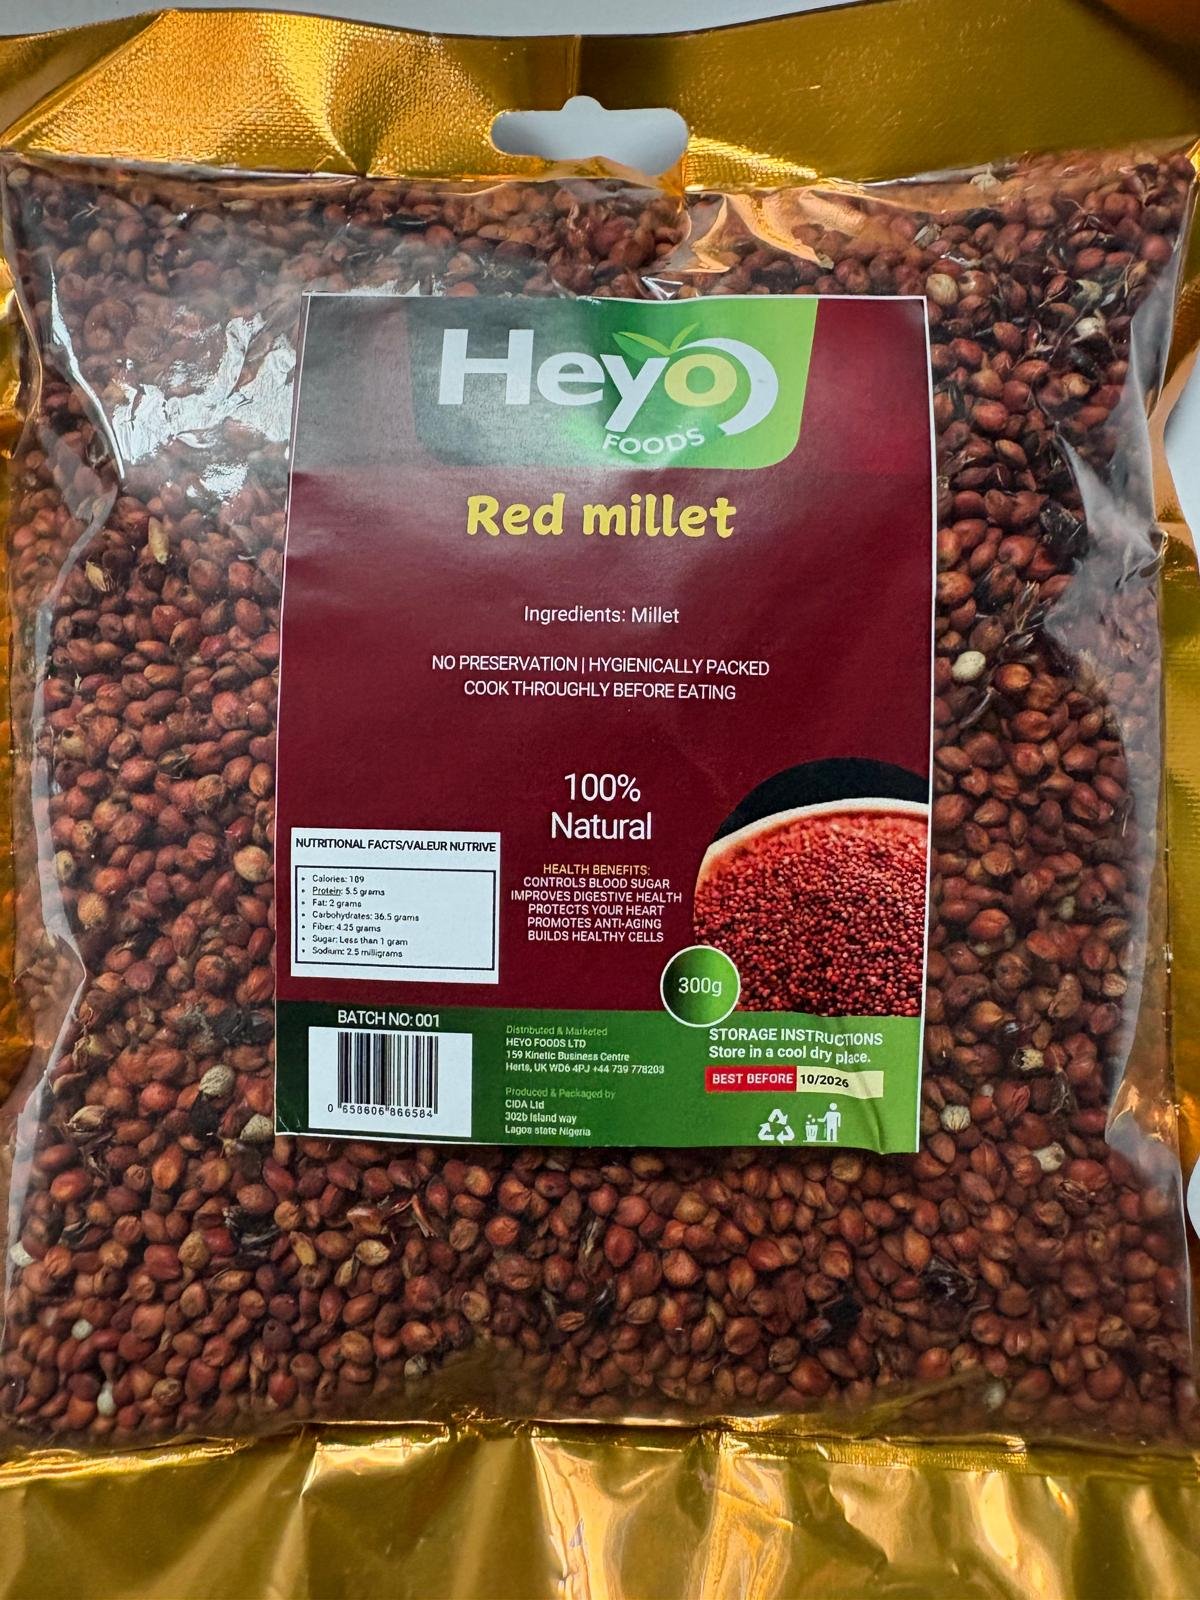 Heyo
FOODS
Red millet
Ingredients: Millet
NO PRESERVATION | HYGIENICALLY PACKED
COOK THROUGHLY BEFORE EATING
100%
Natural
HEALTH BENEFITS:
CONTROLS BLOOD SUGAR
IMPROVES DIGESTIVE HEALTH
PROTECTS YOUR HEART
PROMOTES ANTI-AGING
BUILDS HEALTHY CELLS
NUTRITIONAL FACTS/VALEUR NUTRIVE
• Calories: 189
• Protein: 5.5 grams
• Fat: 2 grams
• Carbohydrates: 36.5 grams
• Fiber: 4.25 grams
• Sugar: Less than 1 gram
• Sodium: 2.5 milligrams
300g
BATCH NO: 001
0 658606 866584
Distributed & Marketed
HEYO FOODS LTD
159 Kinetic Business Centre
Herts, UK WD6 4PJ +44 739 778203
Produced & Packaged by
CIDA Ltd
302b Island way
Lagos state Nigeria
STORAGE INSTRUCTIONS
Store in a cool dry place.
BEST BEFORE 10/2026